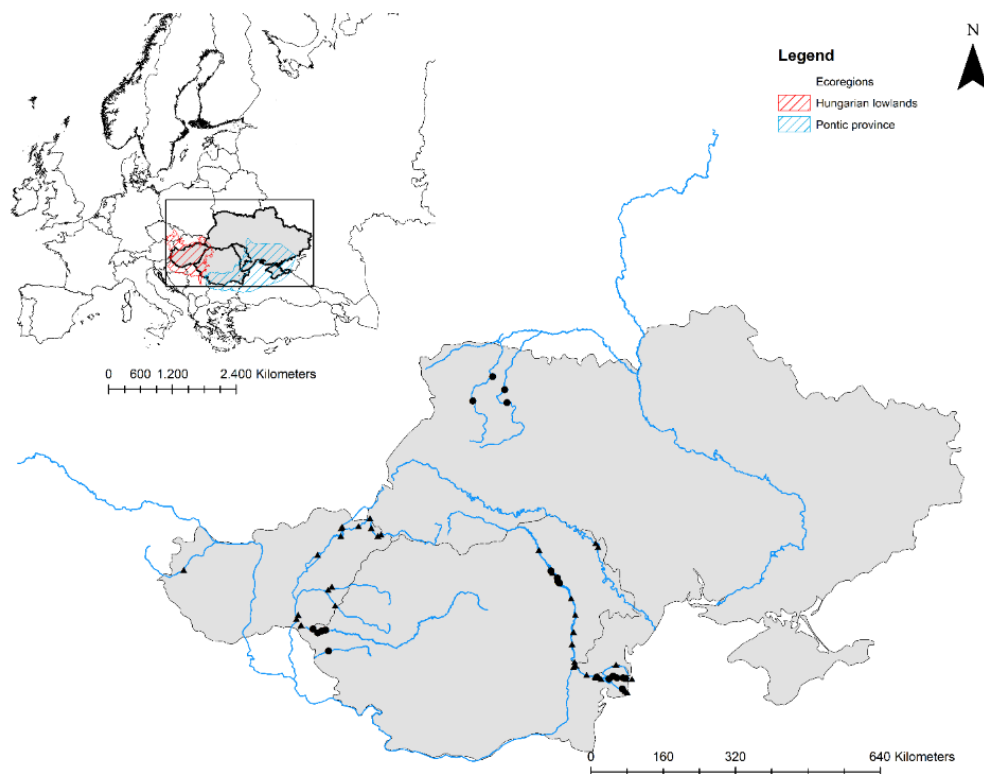 N
Legend
Ecoregions
Hungarian lowlands
Pontic province
0 600 1.200 2.400 Kilometers
0 160 320 640 Kilometers